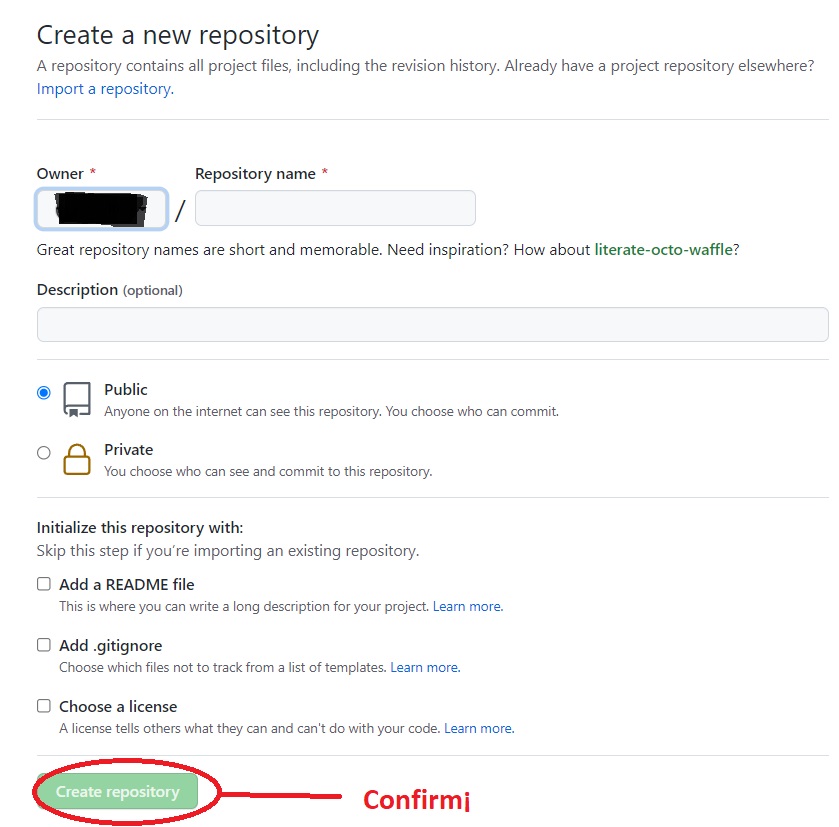 Create a new repository
A repository contains all project files, including the revision history. Already have a project repository elsewhere?
Import a repository.
Owner *
Repository name *
/
Great repository names are short and memorable. Need inspiration? How about literate-octo-waffle?
Description (optional)
Public
Anyone on the internet can see this repository. You choose who can commit.
Private
You choose who can see and commit to this repository.
Initialize this repository with:
Skip this step if you're importing an existing repository.
Add a README file
This is where you can write a long description for your project. Learn more.
Add .gitignore
Choose which files not to track from a list of templates. Learn more.
Choose a license
A license tells others what they can and can't do with your code. Learn more.
Create repository
Confirm¡